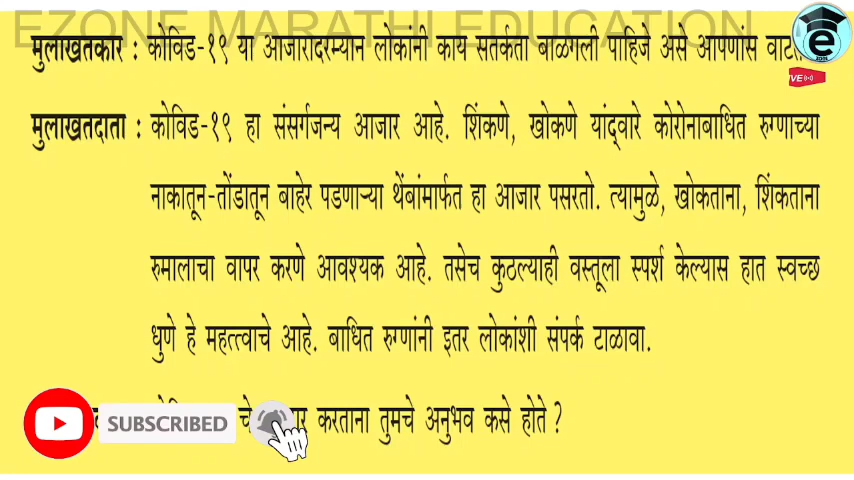 EZONE MARATHI EDUCATION
मुलाखतकार : कोविड-१९ या आजारादरम्यान लोकांनी काय सतर्कता बाळगली पाहिजे असे आपणांस
मुलाखतदाता : कोविड-१९ हा संसर्गजन्य आजार आहे. शिंकणे, खोकणे यांद्वारे कोरोनाबाधित रुग्णाच्या
नाकातून-तोंडातून बाहेर पडणाऱ्या थेंबांमार्फत हा आजार पसरतो. त्यामुळे, खोकताना, शिंकताना
रुमालाचा वापर करणे आवश्यक आहे. तसेच कुठल्याही वस्तूला स्पर्श केल्यास हात स्वच्छ
धुणे हे महत्त्वाचे आहे. बाधित रुग्णांनी इतर लोकांशी संपर्क टाळावा.
करताना तुमचे अनुभव कसे होते ?
SUBSCRIBED
e